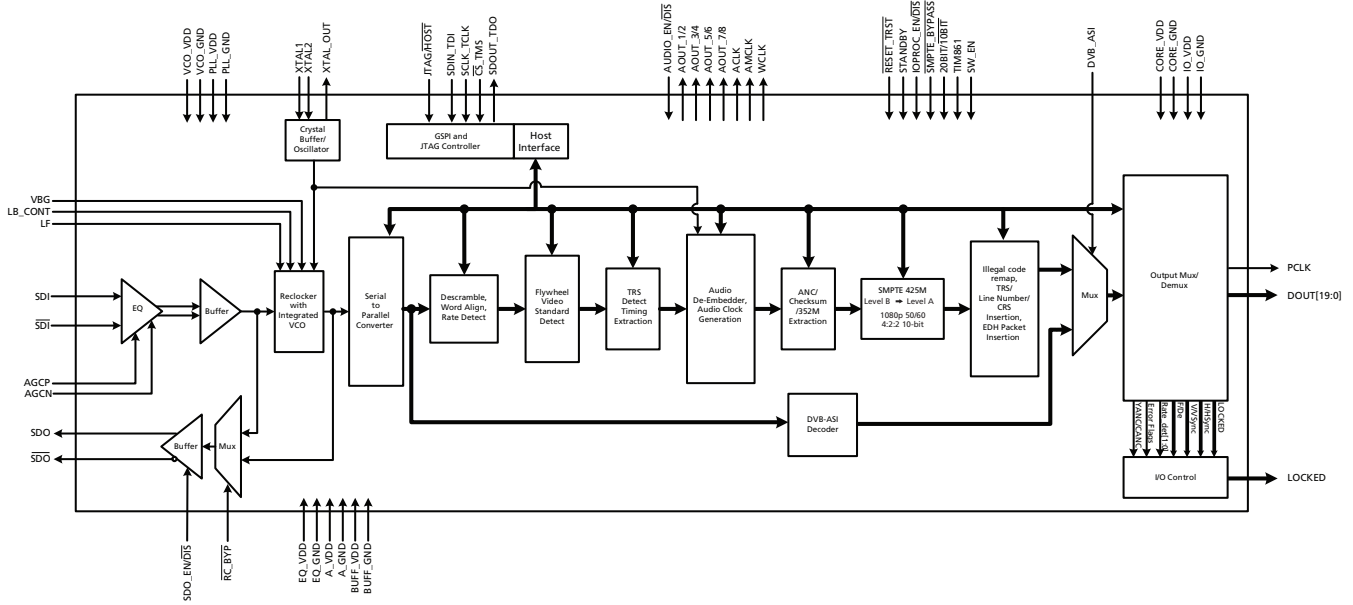 VCO_VDD
VCO_GND
PLL_VDD
PLL_GND
XTAL1
XTAL2
XTAL_OUT
JTAG/HOST
SDIN_TDI
SCLK_TCLK
CS_TMS
SDOUT_TDO
AUDIO_EN/DIS
AOUT_1/2
AOUT_3/4
AOUT_5/6
AOUT_7/8
ACLK
AMCLK
WCLK
RESET_TRST
STANDBY
IOPROC_EN/DIS
SMPTE_BYPASS
20BIT/10BIT
TIM861
SW_EN
DVB_ASI
CORE_VDD
CORE_GND
IO_VDD
IO_GND
Crystal
Buffer/
Oscillator
GSPI and
JTAG Controller
Host
Interface
VBG
LB_CONT
LF
SDI
SDI
EQ
Buffer
Reclocker
with
Integrated
VCO
Serial
to
Parallel
Converter
Descramble,
Word Align,
Rate Detect
Flywheel
Video
Standard
Detect
TRS
Detect
Timing
Extraction
Audio
De-Embedder,
Audio Clock
Generation
ANC/
Checksum
/352M
Extraction
SMPTE 425M
Level B → Level A
1080p 50/60
4:2:2 10-bit
Illegal code
remap,
TRS/
Line Number/
CRS
Insertion,
EDH Packet
Insertion
Mux
Output Mux/
Demux
PCLK
DOUT[19:0]
AGCP
AGCN
SDO
SDO
Buffer
Mux
DVB-ASI
Decoder
YANC/CANC
Error Flags
Rate_det[1:0]
F/De
V/VSync
H/HSync
LOCKED
I/O Control
LOCKED
SDO_EN/DIS
RC_BYP
EQ_VDD
EQ_GND
A_VDD
A_GND
BUFF_VDD
BUFF_GND